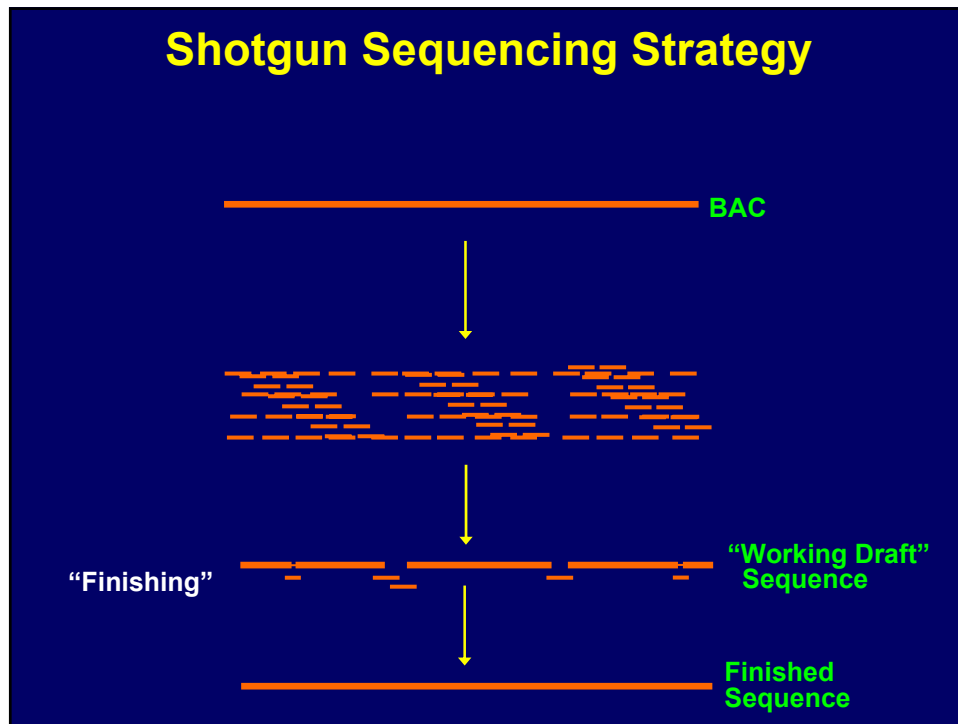 Shotgun Sequencing Strategy
BAC
“Working Draft”
Sequence
“Finishing”
Finished
Sequence